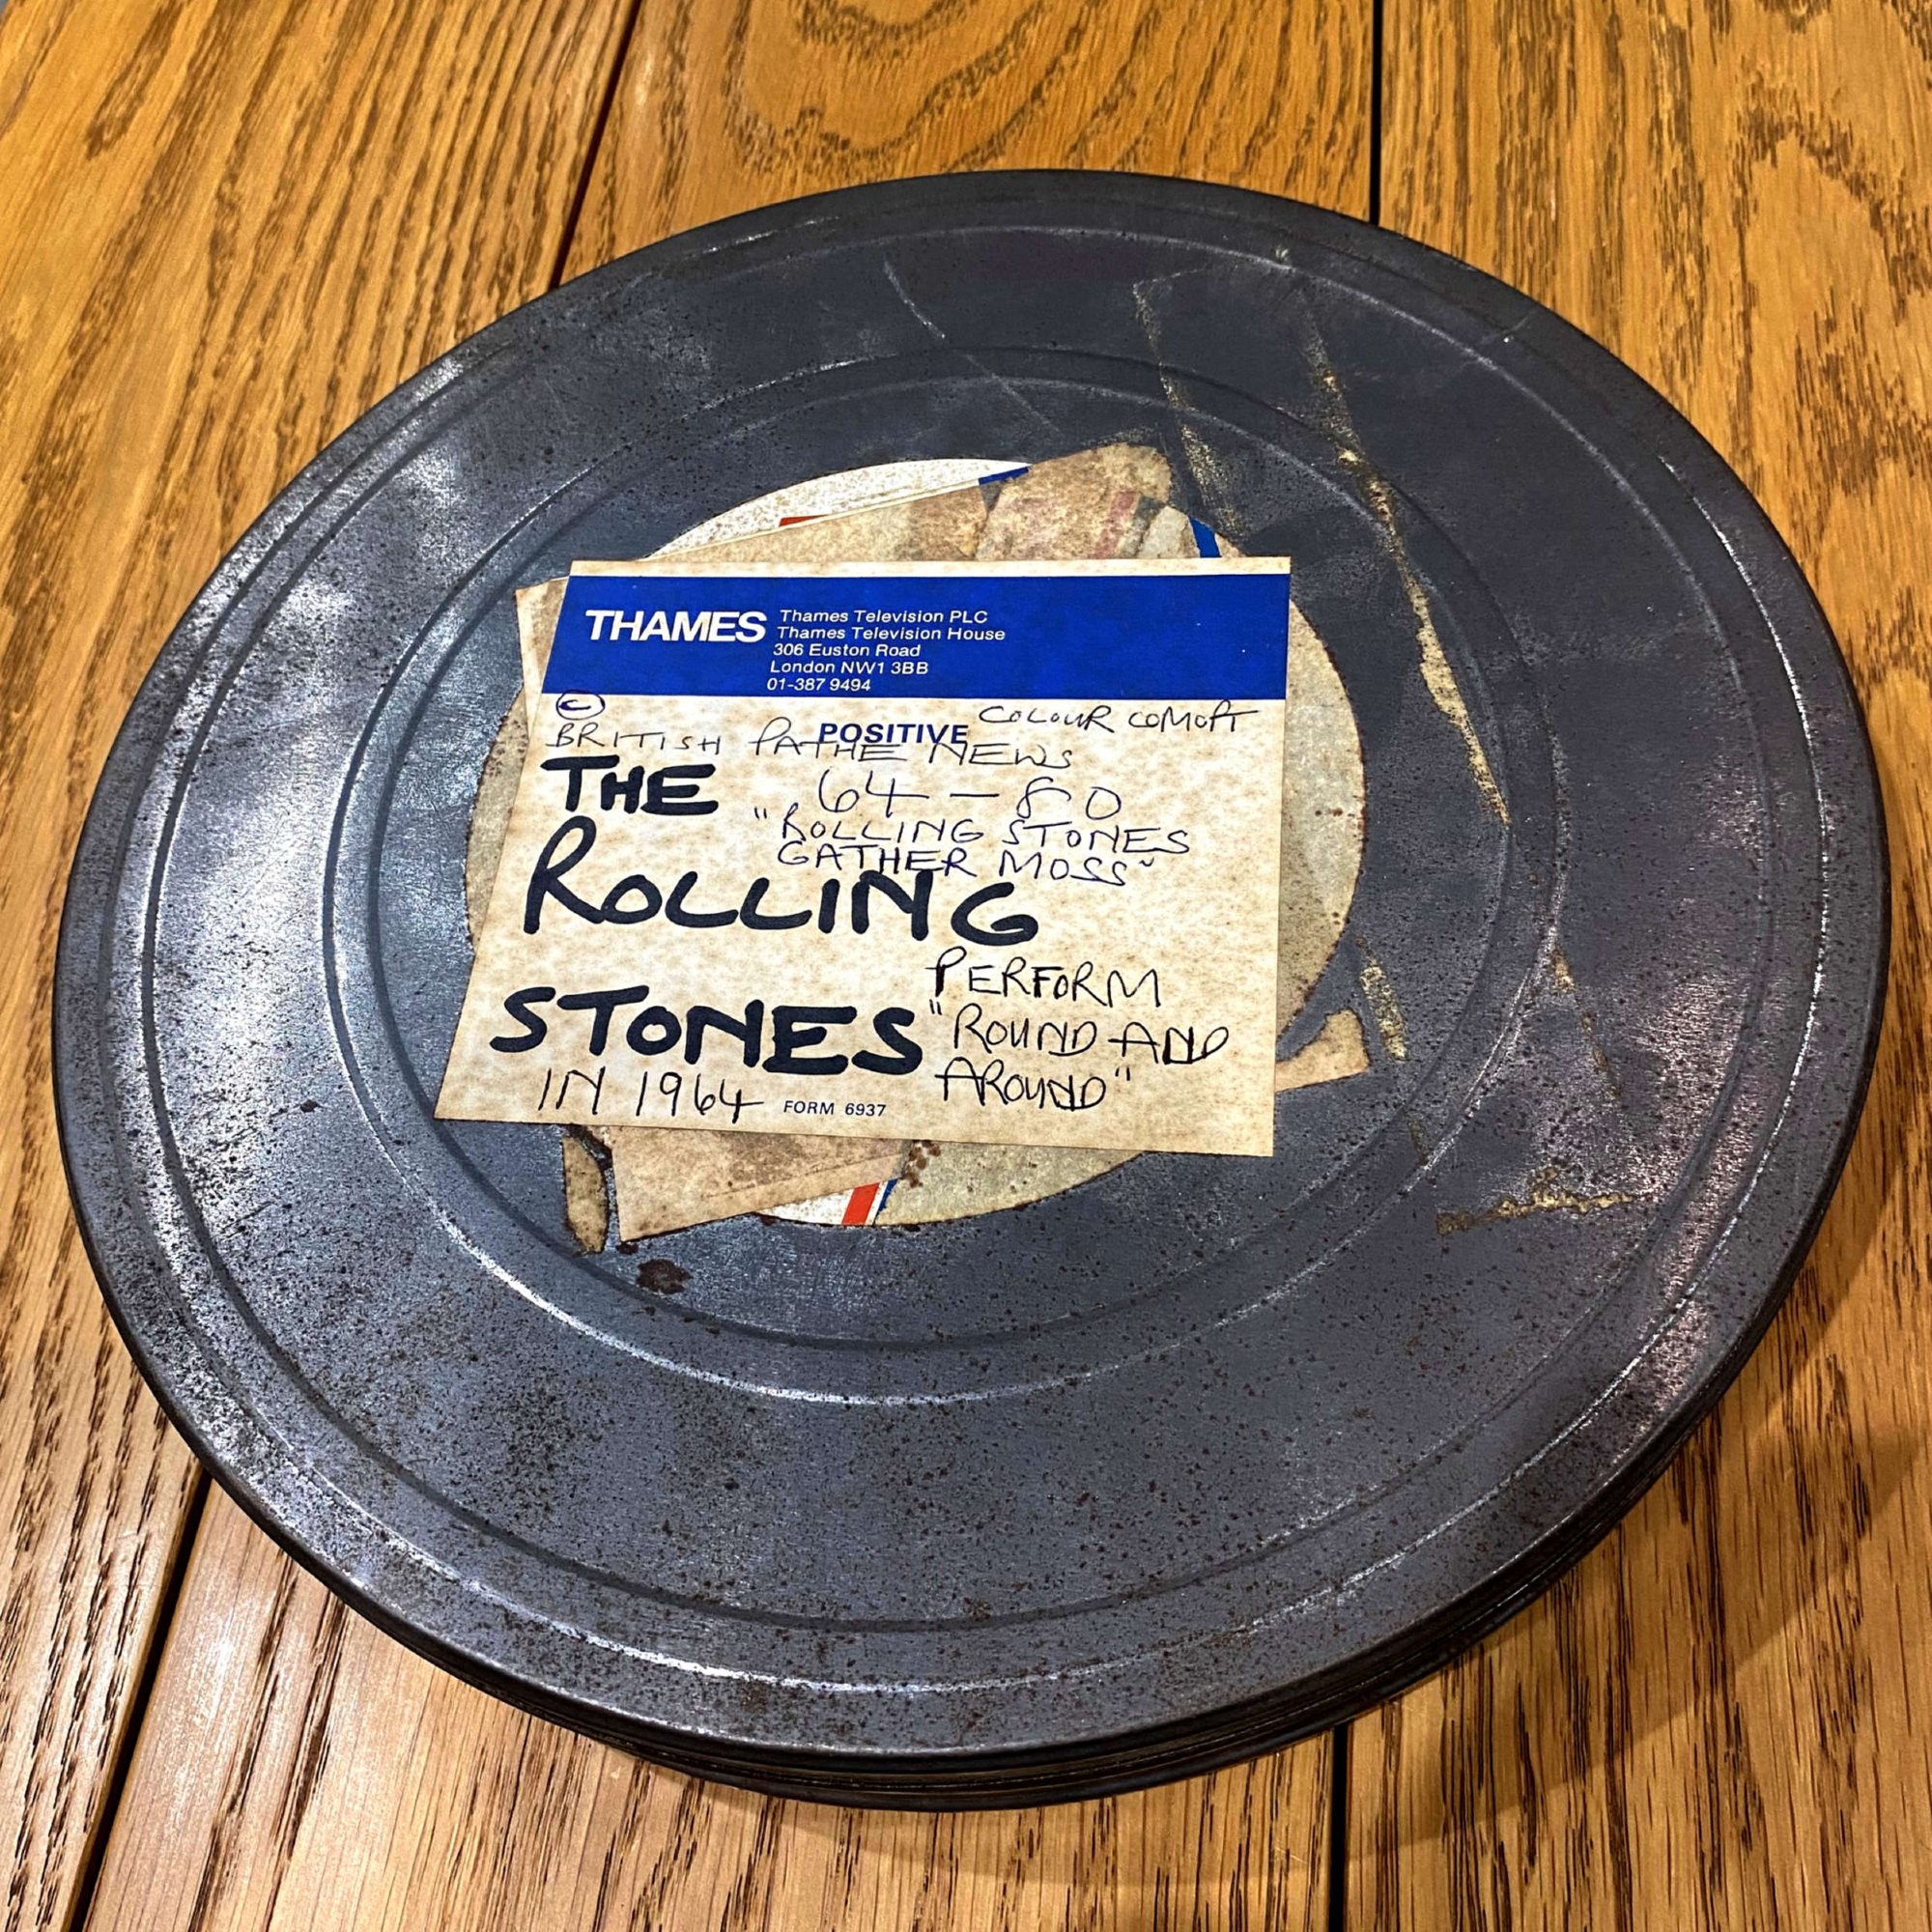 THAMES
Thames Television PLC
Thames Television House
306 Euston Road
London NW1 3BB
01-387 9494
©
POSITIVE COLOUR COMOPT
BRITISH PATHE NEWS
64-80
"ROLLING STONES
GATHER MOSS"
THE
ROLLING
STONES
PERFORM
"ROUND AND
AROUND"
IN 1964
FORM 6937